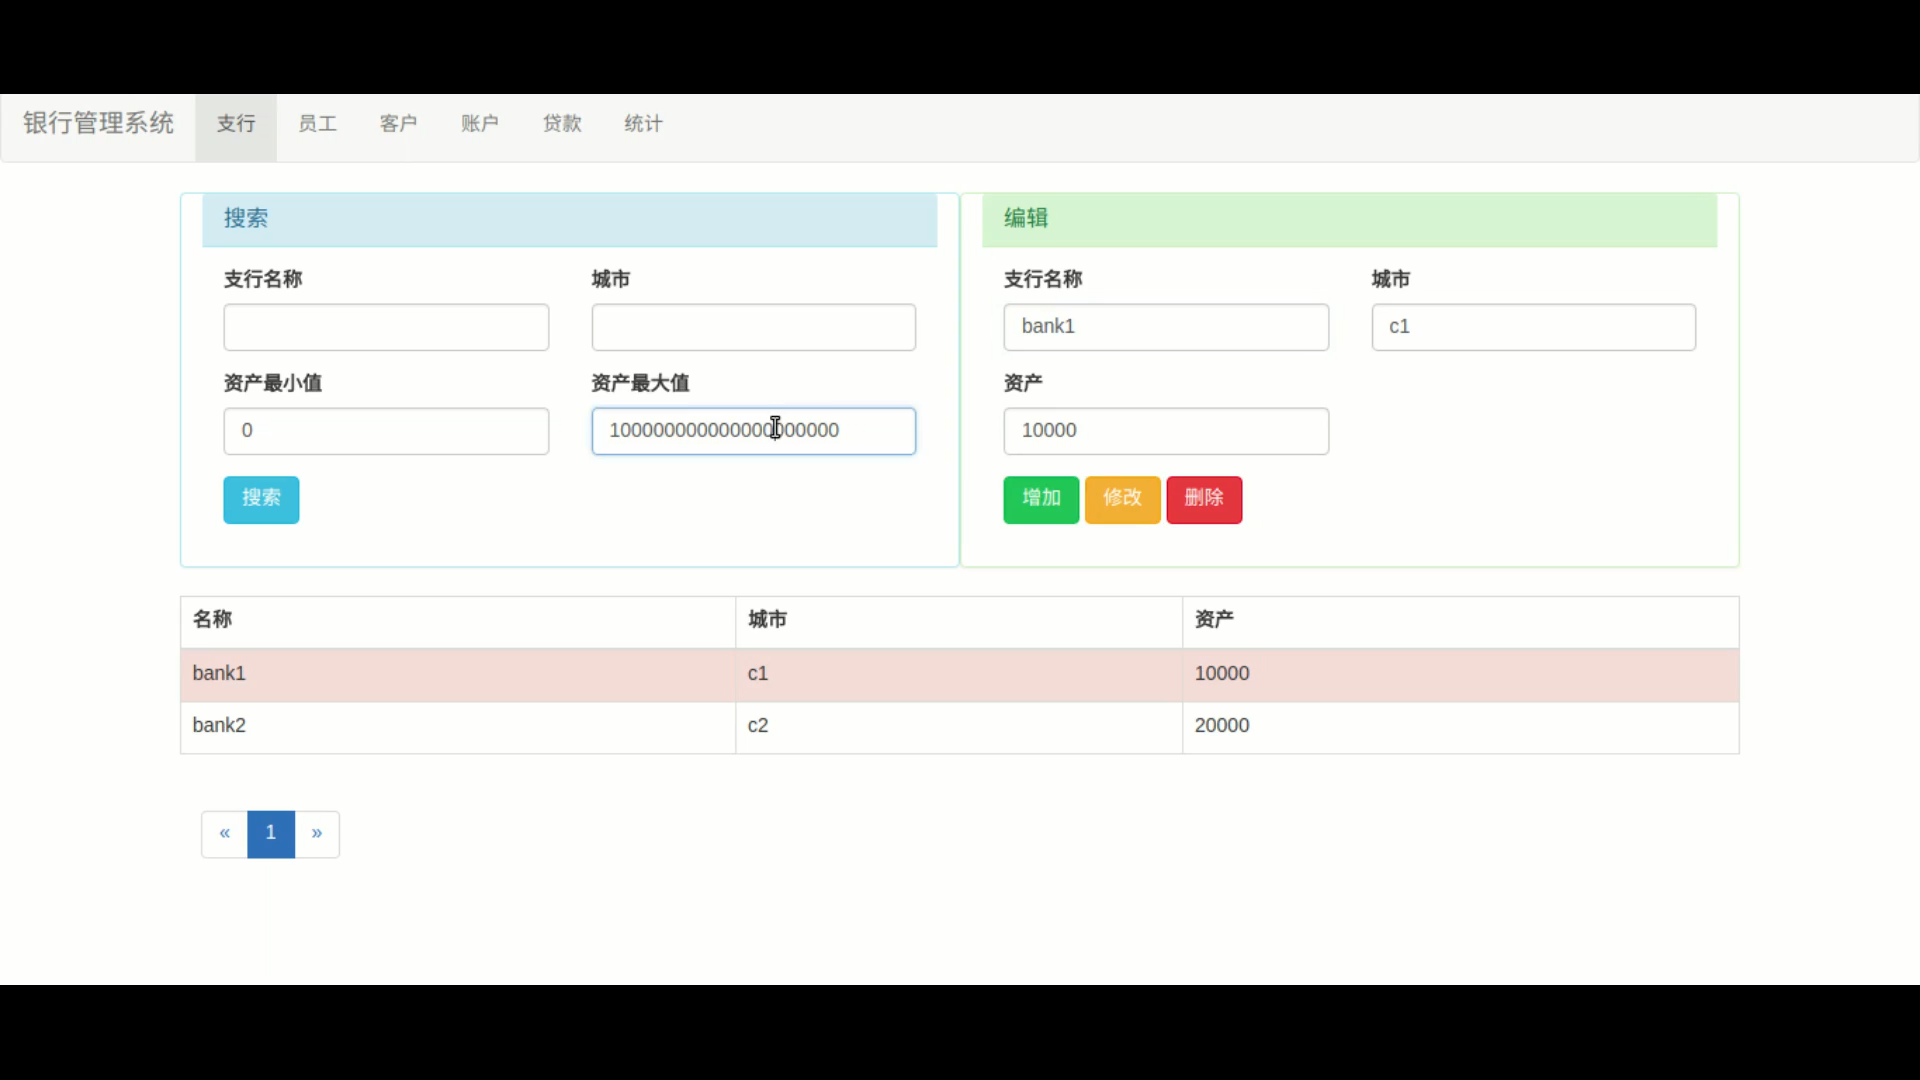 银行管理系统 支行 员工 客户 账户 贷款 统计
搜索
支行名称 城市
资产最小值 资产最大值
0
搜索
编辑
支行名称 城市
bank1 c1
资产
10000
增加 修改 删除
名称 城市 资产
bank1 c1 10000
bank2 c2 20000
« 1 »